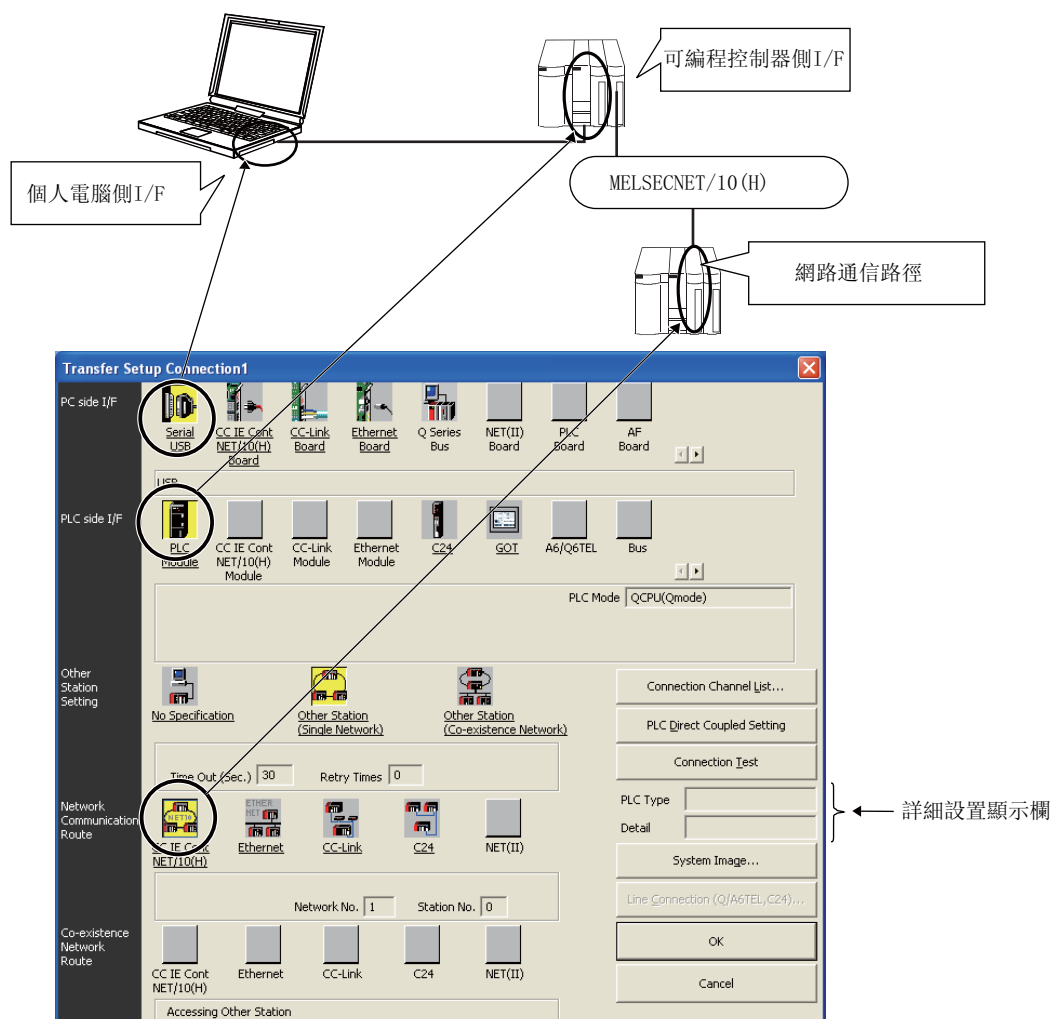 可編程控制器側I/F
個人電腦側I/F
MELSECNET/10(H)
網路通信路徑
Transfer Setup Connection1
PC side I/F
Serial
USB
CC IE Cont
NET/10(H)
Board
CC-Link
Board
Ethernet
Board
Q Series
Bus
NET(II)
Board
PLC
Board
AF
Board
USB
PLC side I/F
PLC
Module
CC IE Cont
NET/10(H)
Module
CC-Link
Module
Ethernet
Module
C24
GOT
A6/Q6TEL
Bus
PLC Mode QCPU(Qmode)
Other
Station
Setting
No Specification
Other Station
(Single Network)
Other Station
(Co-existence Network)
Time Out (Sec.) 30 Retry Times 0
Connection Channel List...
PLC Direct Coupled Setting
Connection Test
PLC Type
Detail
詳細設置顯示欄
System Image...
Line Connection (Q/A6TEL,C24)...
OK
Cancel
Network
Communication
Route
NET10
CC IE Cont
NET/10(H)
ETHER
NET
Ethernet
CC-Link
C24
NET(II)
Network No. 1 Station No. 0
Co-existence
Network
Route
CC IE Cont
NET/10(H)
Ethernet
CC-Link
C24
NET(II)
Accessing Other Station